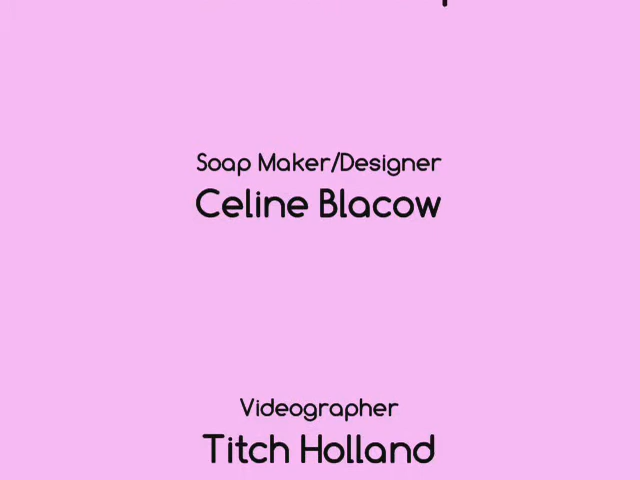 Soap Maker/Designer
Celine Blacow
Videographer
Titch Holland